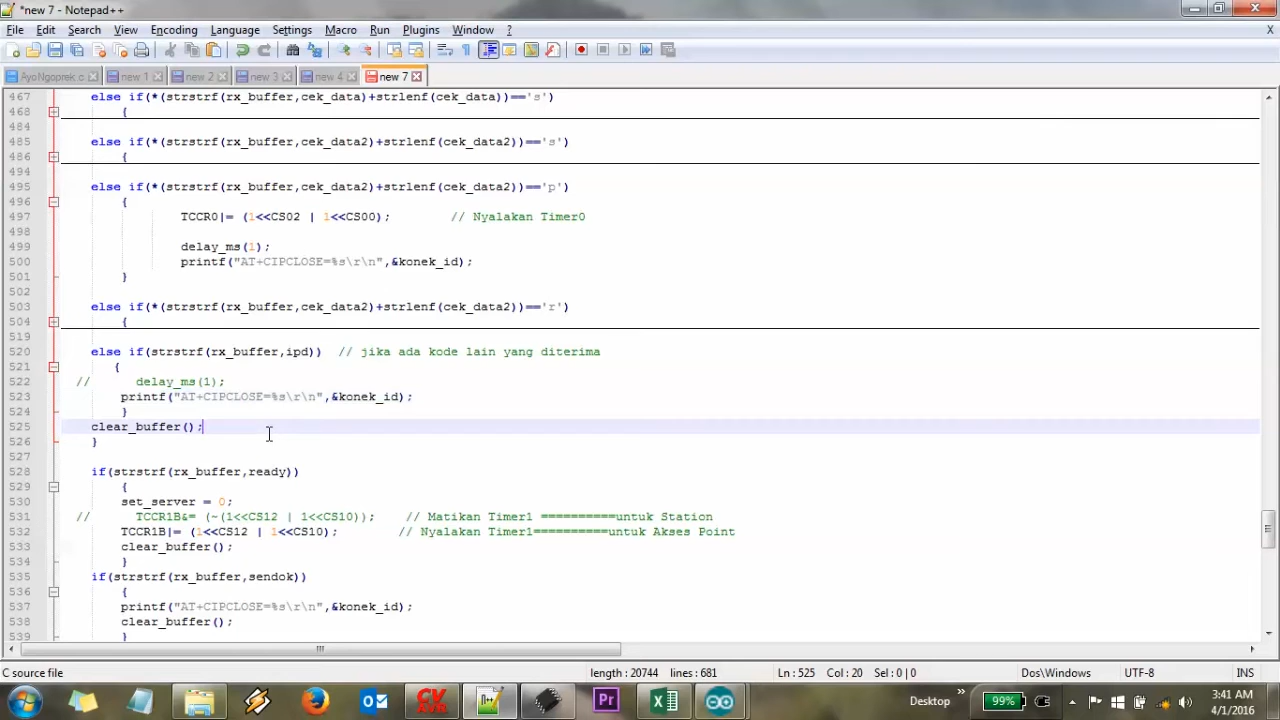 *new 7 - Notepad++
File Edit Search View Encoding Language Settings Macro Run Plugins Window ? X
AyoNgoprek c new 1 new 2 new 3 new 4 new 7
467 else if(*(strstrf(rx_buffer,cek_data)+strlenf(cek_data))=='s')
468 {
484
485 else if(*(strstrf(rx_buffer,cek_data2)+strlenf(cek_data2))=='s')
486 {
494
495 else if(*(strstrf(rx_buffer,cek_data2)+strlenf(cek_data2))=='p')
496 {
497 TCCR0|= (1<<CS02 | 1<<CS00); // Nyalakan Timer0
498
499 delay_ms(1);
500 printf("AT+CIPCLOSE=%s\r\n",&konek_id);
501 }
502
503 else if(*(strstrf(rx_buffer,cek_data2)+strlenf(cek_data2))=='r')
504 {
519
520 else if(strstrf(rx_buffer,ipd)) // jika ada kode lain yang diterima
521 {
522 // delay_ms(1);
523 printf("AT+CIPCLOSE=%s\r\n",&konek_id);
524 }
525 clear_buffer();
526 }
527
528 if(strstrf(rx_buffer,ready))
529 {
530 set_server = 0;
531 // TCCR1B&= (~(1<<CS12 | 1<<CS10)); // Matikan Timer1 ==========untuk Station
532 TCCR1B|= (1<<CS12 | 1<<CS10); // Nyalakan Timer1==========untuk Akses Point
533 clear_buffer();
534 }
535 if(strstrf(rx_buffer,sendok))
536 {
537 printf("AT+CIPCLOSE=%s\r\n",&konek_id);
538 clear_buffer();
539 }
C source file length : 20744 lines : 681 Ln : 525 Col : 20 Sel : 0 | 0 Dos\Windows UTF-8 INS
CV AVR Pr Desktop » 99% 3:41 AM
4/1/2016